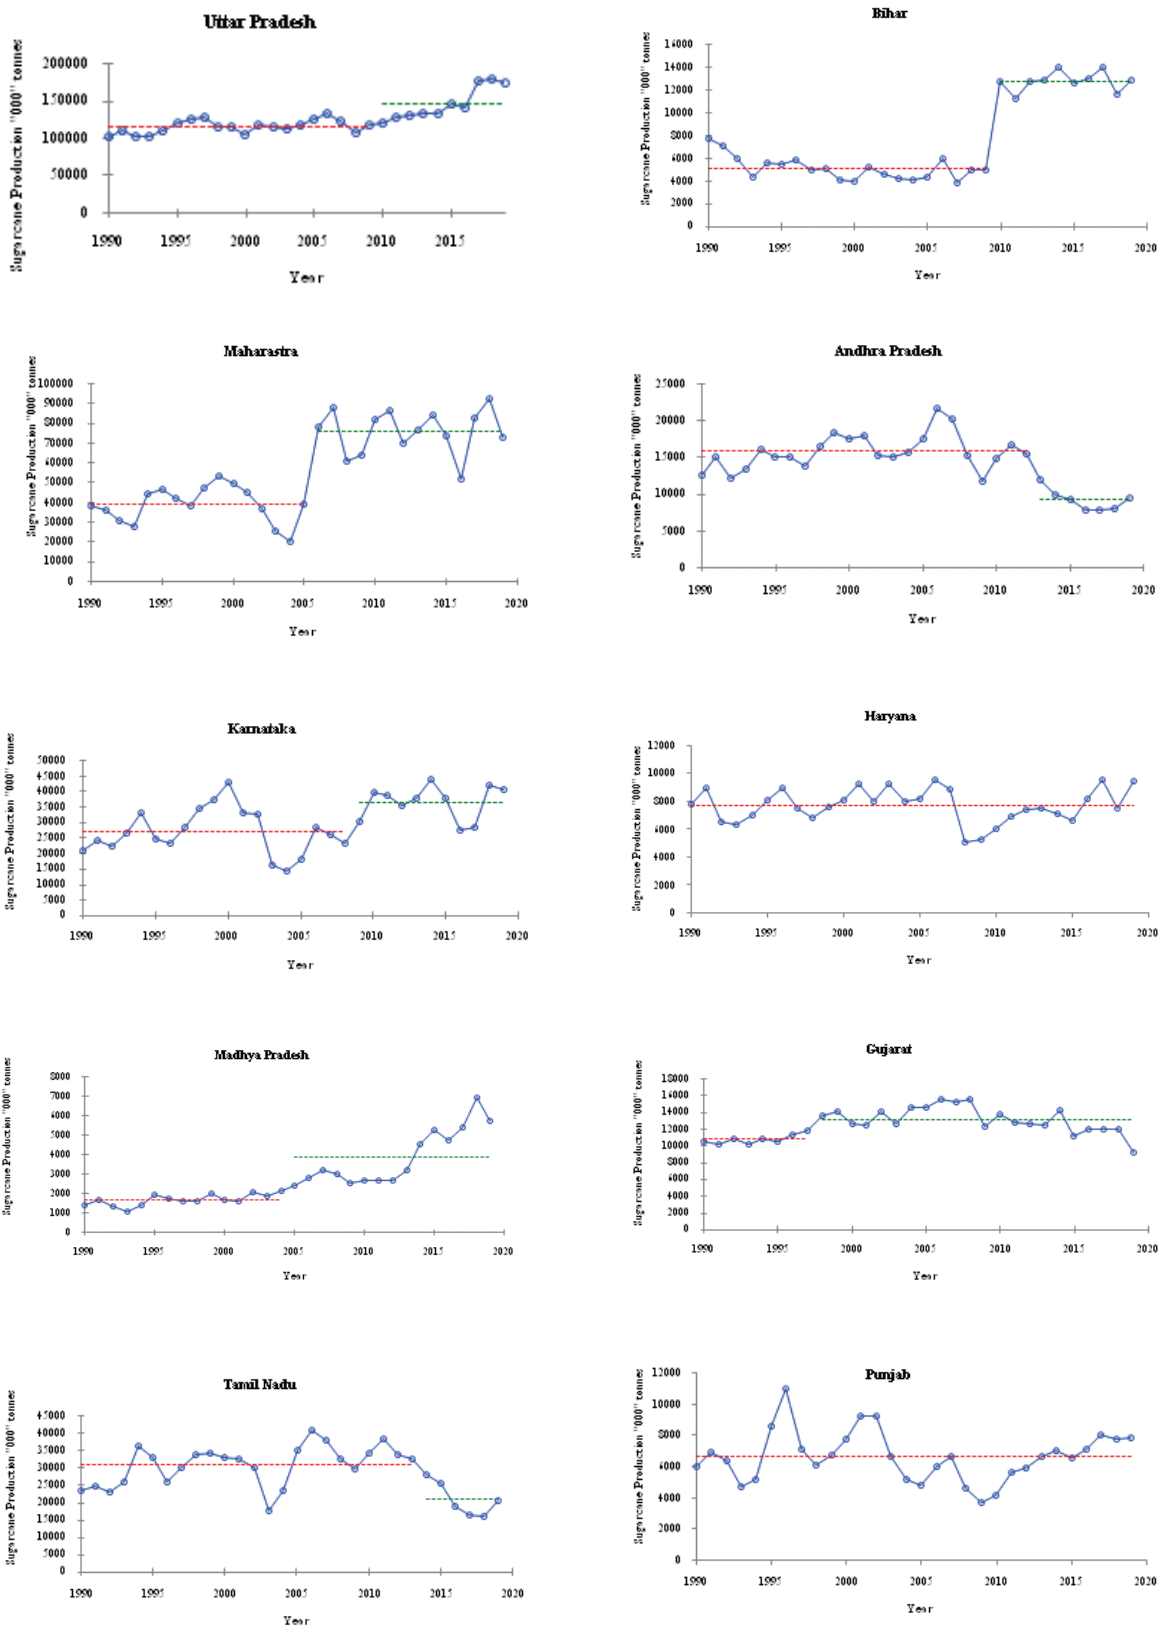 Uttar Pradesh
Sugarcane Production "000" tonnes
200000
150000
100000
50000
0
1990 1995 2000 2005 2010 2015
Year
Bihar
Sugarcane Production "000" tonnes
16000
14000
12000
10000
8000
6000
4000
2000
0
1990 1995 2000 2005 2010 2015 2020
Year
Maharastra
Sugarcane Production "000" tonnes
100000
90000
80000
70000
60000
50000
40000
30000
20000
10000
0
1990 1995 2000 2005 2010 2015 2020
Year
Andhra Pradesh
Sugarcane Production "000" tonnes
25000
20000
15000
10000
5000
0
1990 1995 2000 2005 2010 2015 2020
Year
Karnataka
Sugarcane Production "000" tonnes
50000
45000
40000
35000
30000
25000
20000
15000
10000
5000
0
1990 1995 2000 2005 2010 2015 2020
Year
Haryana
Sugarcane Production "000" tonnes
12000
10000
8000
6000
4000
2000
0
1990 1995 2000 2005 2010 2015 2020
Year
Madhya Pradesh
Sugarcane Production "000" tonnes
8000
7000
6000
5000
4000
3000
2000
1000
0
1990 1995 2000 2005 2010 2015 2020
Year
Gujarat
Sugarcane Production "000" tonnes
18000
16000
14000
12000
10000
8000
6000
4000
2000
0
1990 1995 2000 2005 2010 2015 2020
Year
Tamil Nadu
Sugarcane Production "000" tonnes
45000
40000
35000
30000
25000
20000
15000
10000
5000
0
1990 1995 2000 2005 2010 2015 2020
Year
Punjab
Sugarcane Production "000" tonnes
12000
10000
8000
6000
4000
2000
0
1990 1995 2000 2005 2010 2015 2020
Year